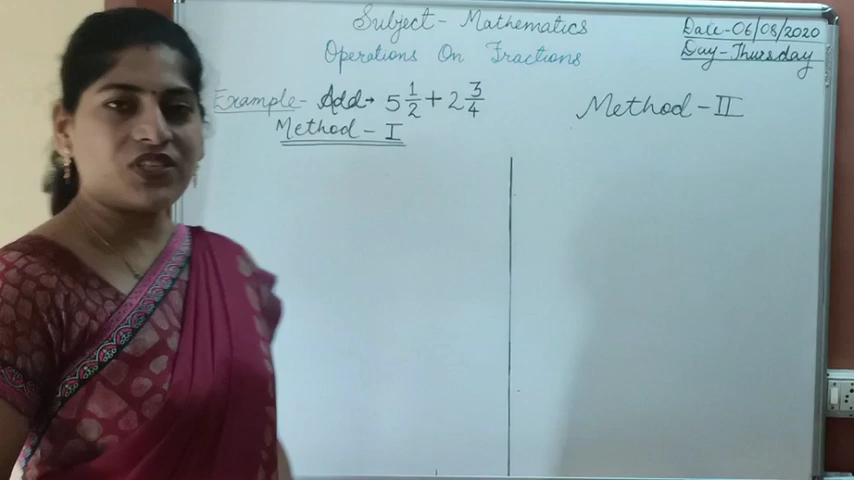 Subject - Mathematics
Date - 06/08/2020
Operations On Fractions
Day - Thursday
Example - Add → 5 1/2 + 2 3/4
Method - I
Method - II